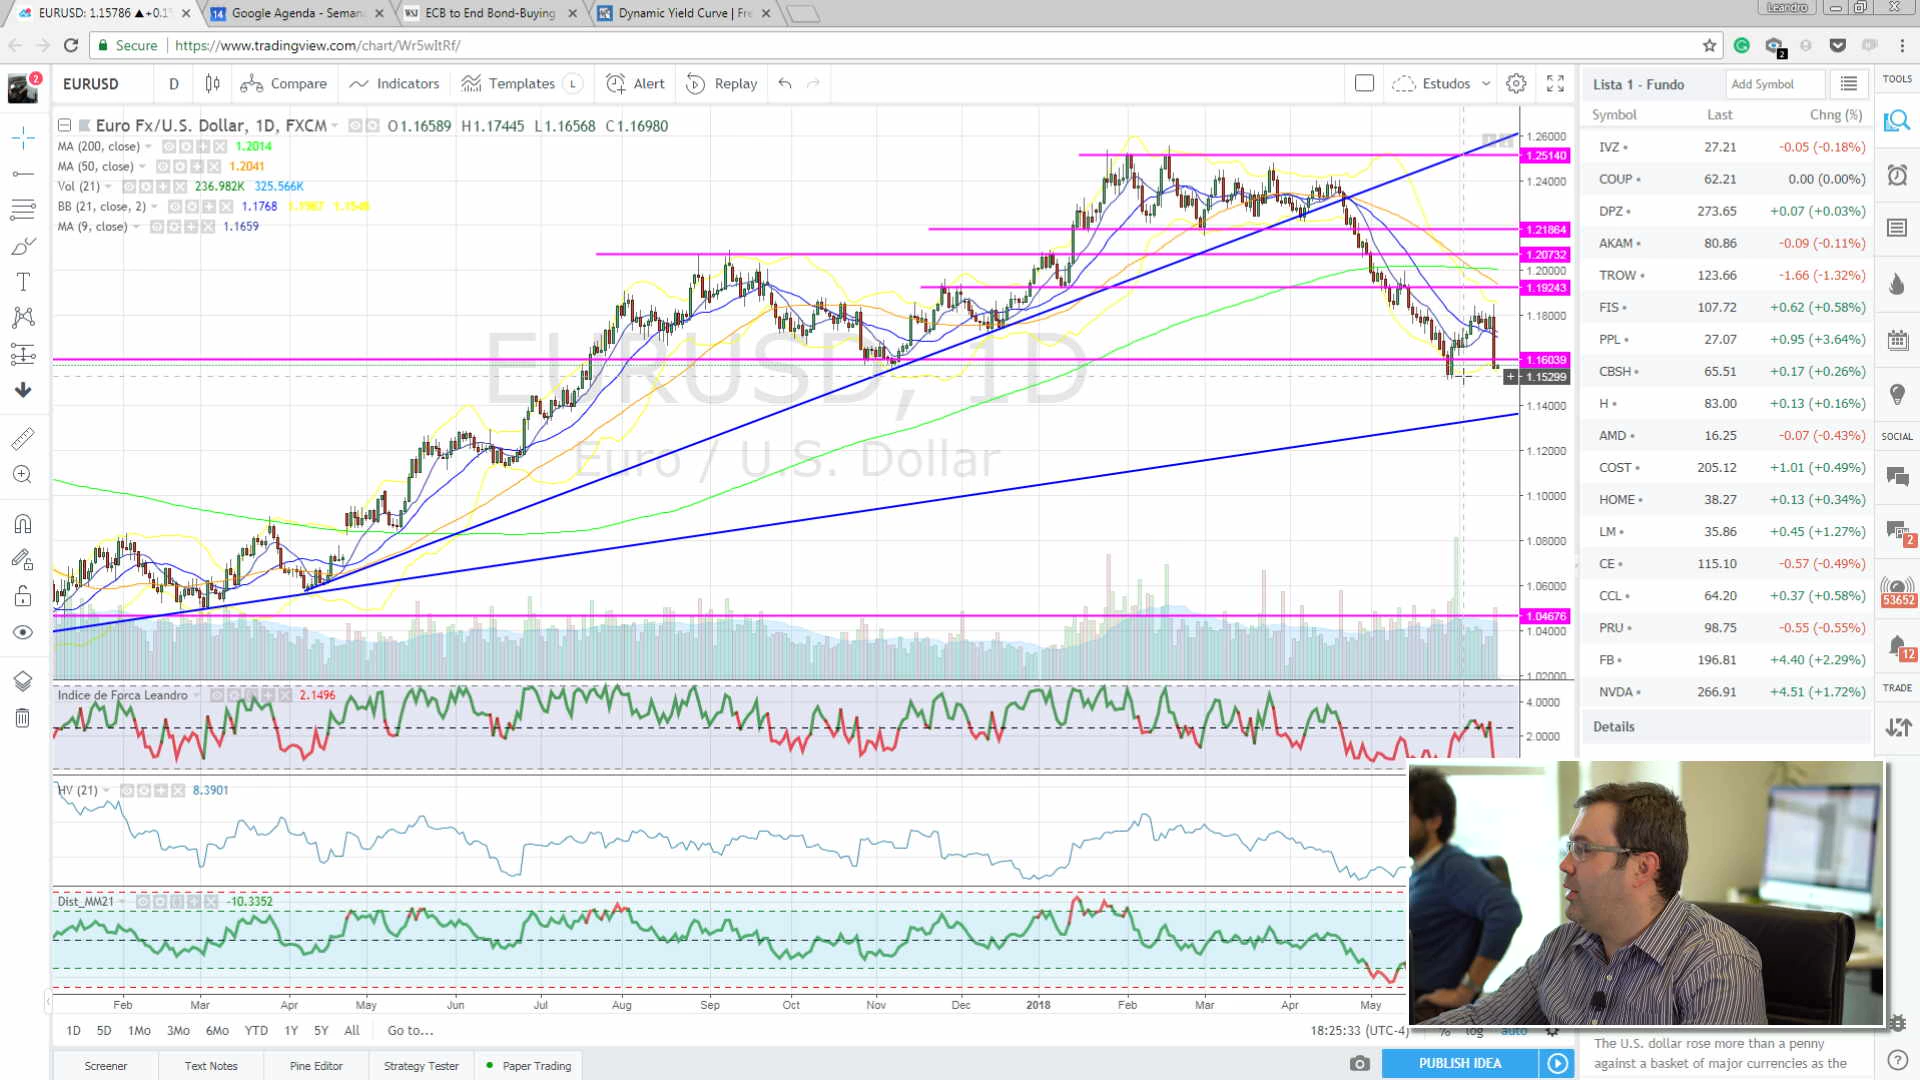 EURUSD: 1.15786 ▲+0.1
Google Agenda - Seman
WSJ ECB to End Bond-Buying
Dynamic Yield Curve | Fre
Leandro
Secure | https://www.tradingview.com/chart/Wr5wItRf/
2
2
EURUSD D Compare Indicators Templates L Alert Replay Estudos
Lista 1 - Fundo Add Symbol TOOLS
Euro Fx/U.S. Dollar, 1D, FXCM O1.16589 H1.17445 L1.16568 C1.16980
MA (200, close) 1.2014
MA (50, close) 1.2041
Vol (21) 236.982K 325.566K
BB (21, close, 2) 1.1768
MA (9, close) 1.1659
EURUSD, 1D
Euro / U.S. Dollar
1.26000
1.25140
1.24000
1.21864
1.20732
1.20000
1.19243
1.18000
1.16039
1.15299
1.14000
1.12000
1.10000
1.08000
1.06000
1.04676
1.04000
1.02000
Indice de Forca Leandro 2.1496
4.0000
2.0000
HV (21) 8.3901
Dist_MM21 -10.3352
Feb Mar Apr May Jun Jul Aug Sep Oct Nov Dec 2018 Feb Mar Apr May
1D 5D 1Mo 3Mo 6Mo YTD 1Y 5Y All Go to...
18:25:33 (UTC-4) % log auto
Screener Text Notes Pine Editor Strategy Tester Paper Trading
PUBLISH IDEA
Symbol Last Chng (%)
IVZ 27.21 -0.05 (-0.18%)
COUP 62.21 0.00 (0.00%)
DPZ 273.65 +0.07 (+0.03%)
AKAM 80.86 -0.09 (-0.11%)
TROW 123.66 -1.66 (-1.32%)
FIS 107.72 +0.62 (+0.58%)
PPL 27.07 +0.95 (+3.64%)
CBSH 65.51 +0.17 (+0.26%)
H 83.00 +0.13 (+0.16%)
AMD 16.25 -0.07 (-0.43%)
COST 205.12 +1.01 (+0.49%)
HOME 38.27 +0.13 (+0.34%)
LM 35.86 +0.45 (+1.27%)
CE 115.10 -0.57 (-0.49%)
CCL 64.20 +0.37 (+0.58%)
PRU 98.75 -0.55 (-0.55%)
FB 196.81 +4.40 (+2.29%)
NVDA 266.91 +4.51 (+1.72%)
Details
SOCIAL
2
53652
12
TRADE
The U.S. dollar rose more than a penny
against a basket of major currencies as the